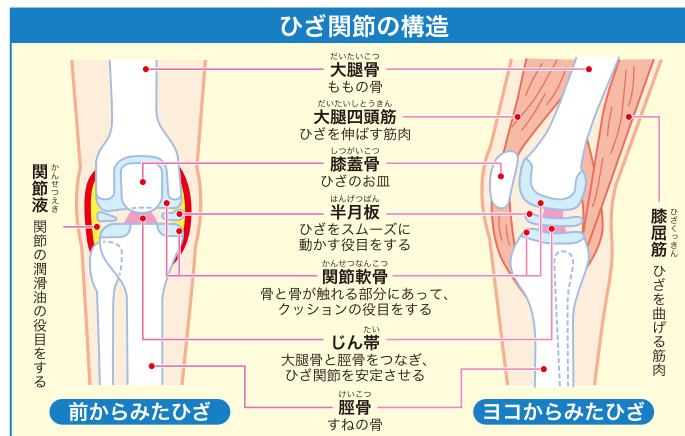 ひざ関節の構造
だいたいこつ
大腿骨
ももの骨
だいたいしとうきん
大腿四頭筋
ひざを伸ばす筋肉
しつがいこつ
膝蓋骨
ひざのお皿
はんげつばん
半月板
ひざをスムーズに
動かす役目をする
かんせつなんこつ
関節軟骨
骨と骨が触れる部分にあって、
クッションの役目をする
たい
じん帯
大腿骨と脛骨をつなぎ、
ひざ関節を安定させる
けいこつ
脛骨
すねの骨
かんせつえき
関節液
関節の潤滑油の役目をする
ひざくっきん
膝屈筋
ひざを曲げる筋肉
前からみたひざ
ヨコからみたひざ